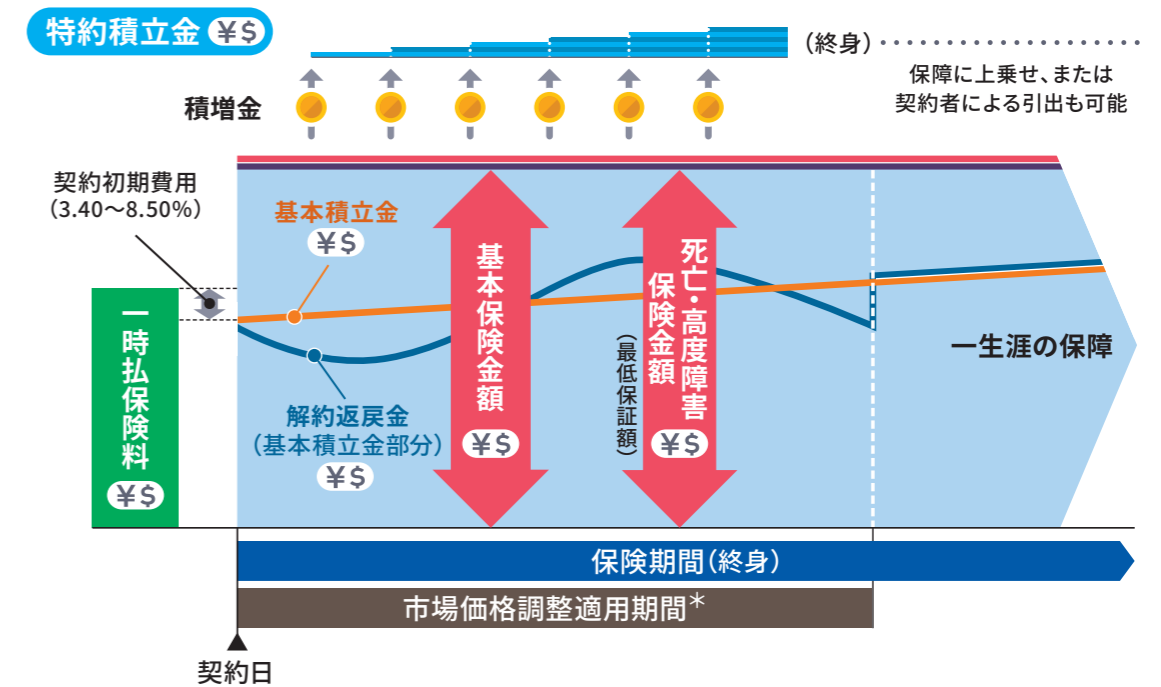 特約積立金 ¥$
(終身)
保障に上乗せ、または
契約者による引出も可能
積増金
契約初期費用
(3.40〜8.50%)
基本積立金
¥$
一時払保険料
¥$
解約返戻金
(基本積立金部分)
¥$
基本保険金額
¥$
死亡・高度障害
保険金額
(最低保証額)
¥$
一生涯の保障
保険期間(終身)
市場価格調整適用期間*
契約日